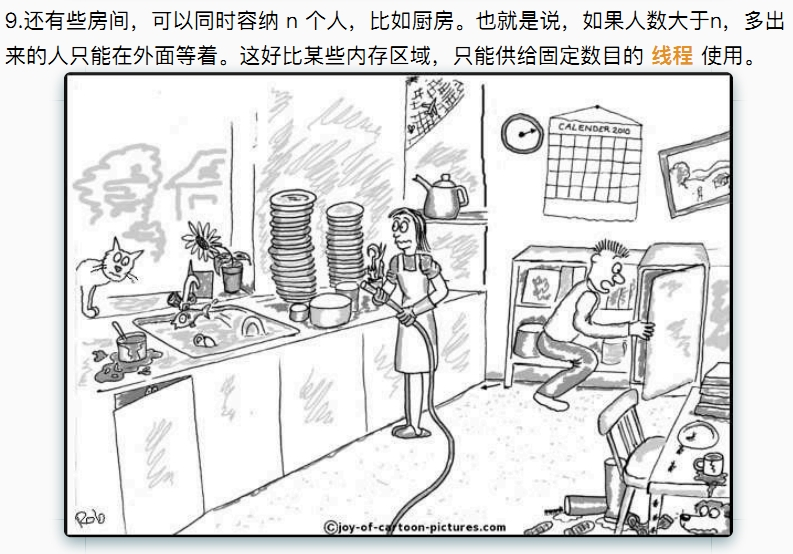 9.还有些房间，可以同时容纳 n 个人，比如厨房。也就是说，如果人数大于n，多出
来的人只能在外面等着。这好比某些内存区域，只能供给固定数目的 线程 使用。
CALENDER 2010
Rob
©joy-of-cartoon-pictures.com